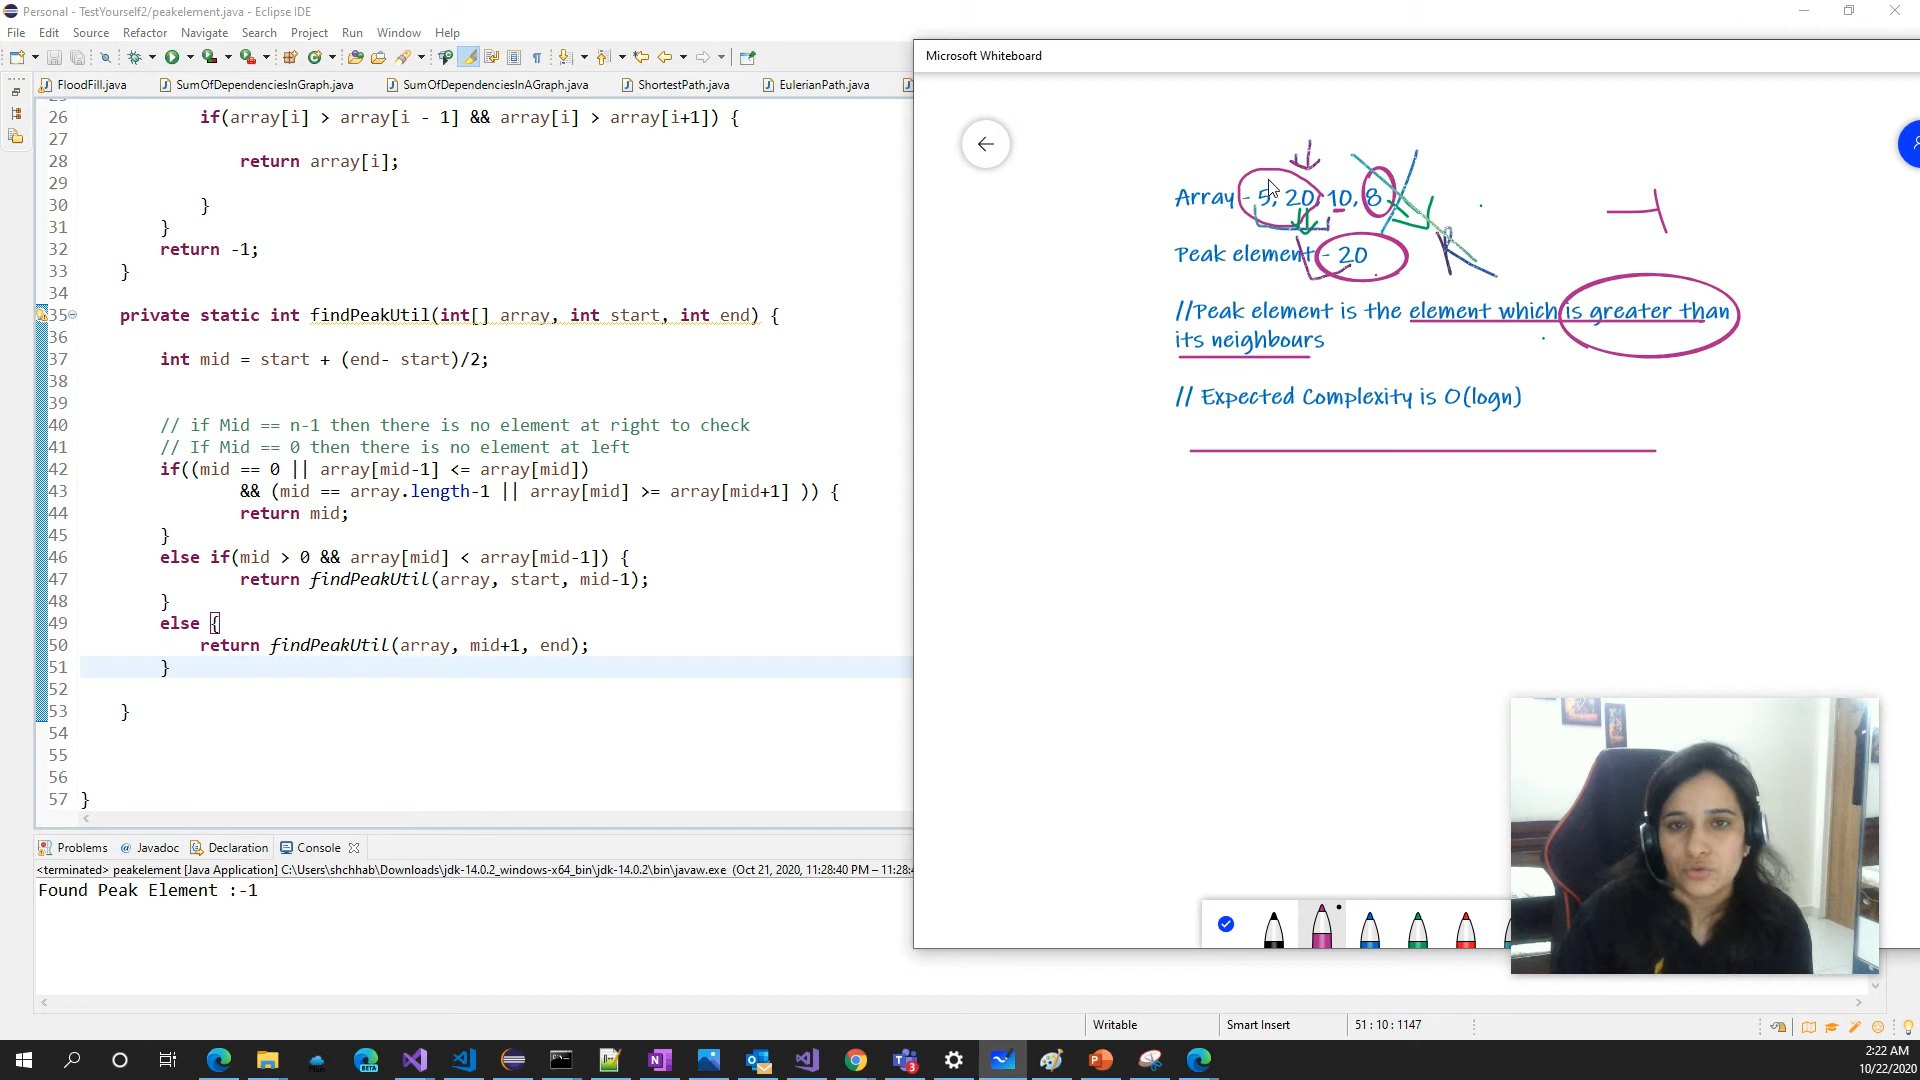 Personal - TestYourself2/peakelement.java - Eclipse IDE
File Edit Source Refactor Navigate Search Project Run Window Help
FloodFill.java SumOfDependenciesInGraph.java SumOfDependenciesInAGraph.java ShortestPath.java EulerianPath.java
26 if(array[i] > array[i - 1] && array[i] > array[i+1]) {
27
28 return array[i];
29
30 }
31 }
32 return -1;
33 }
34
35 private static int findPeakUtil(int[] array, int start, int end) {
36
37 int mid = start + (end- start)/2;
38
39
40 // if Mid == n-1 then there is no element at right to check
41 // If Mid == 0 then there is no element at left
42 if((mid == 0 || array[mid-1] <= array[mid])
43 && (mid == array.length-1 || array[mid] >= array[mid+1] )) {
44 return mid;
45 }
46 else if(mid > 0 && array[mid] < array[mid-1]) {
47 return findPeakUtil(array, start, mid-1);
48 }
49 else {
50 return findPeakUtil(array, mid+1, end);
51 }
52
53 }
54
55
56
57 }
Problems Javadoc Declaration Console
<terminated> peakelement [Java Application] C:\Users\shchhab\Downloads\jdk-14.0.2_windows-x64_bin\jdk-14.0.2\bin\javaw.exe (Oct 21, 2020, 11:28:40 PM – 11:28:4
Found Peak Element :-1
Microsoft Whiteboard
Array - 5, 20, 10, 8
-1
Peak element - 20
//Peak element is the element which is greater than
its neighbours
// Expected Complexity is O(logn)
Writable Smart Insert 51 : 10 : 1147
2:22 AM
10/22/2020